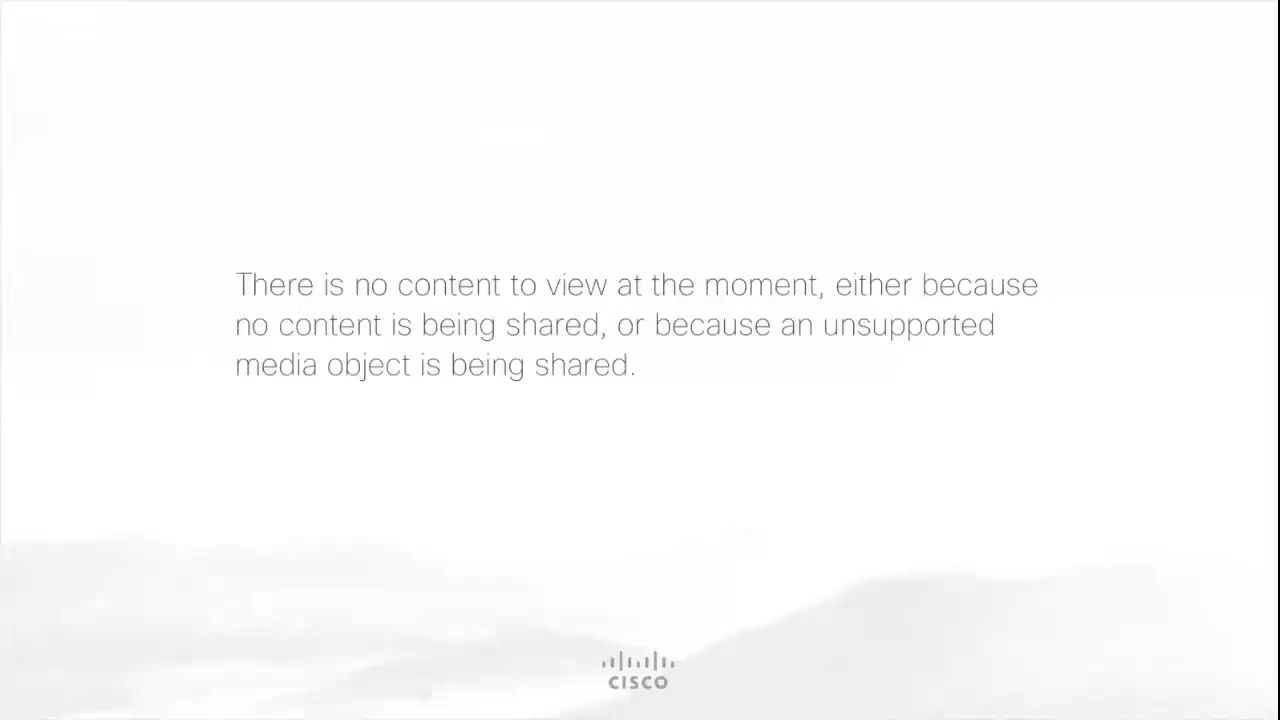 There is no content to view at the moment, either because
no content is being shared, or because an unsupported
media object is being shared.
CISCO